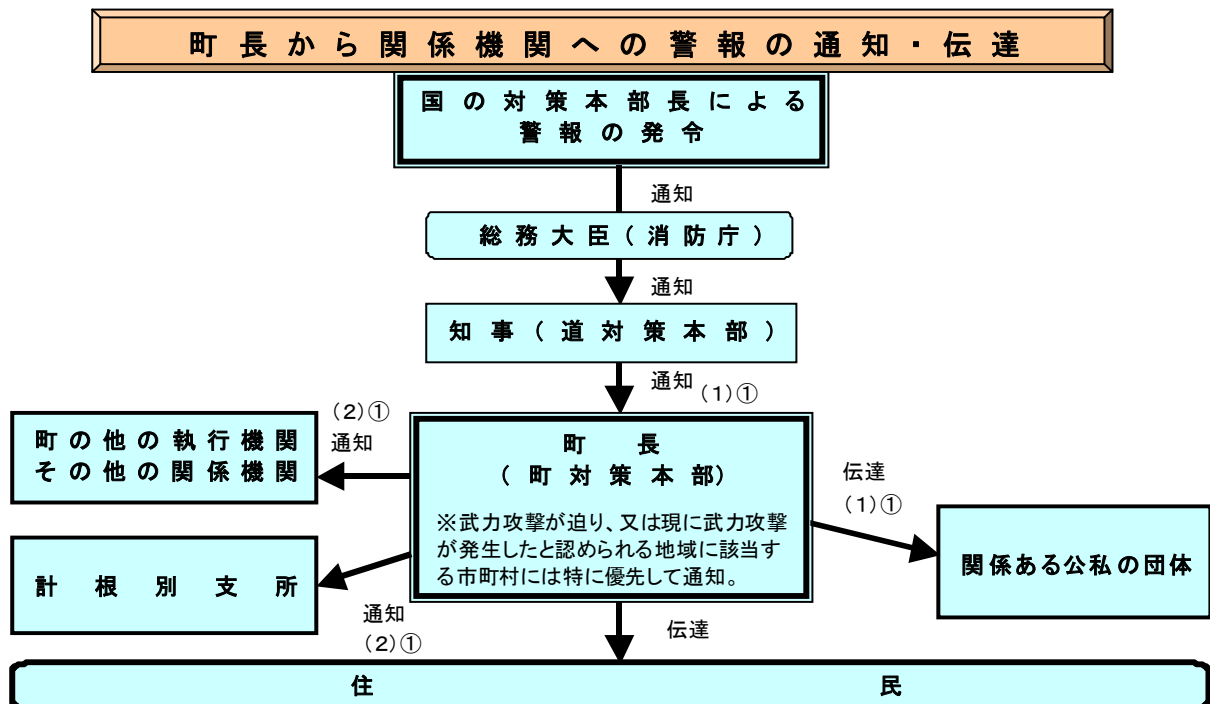 町長から関係機関への警報の通知・伝達
国の対策本部長による
警報の発令
通知
総務大臣(消防庁)
通知
知事(道対策本部)
通知
(1)①
(2)①
通知
町の他の執行機関
その他の関係機関
町長
(町対策本部)
※武力攻撃が迫り、又は現に武力攻撃
が発生したと認められる地域に該当す
る市町村には特に優先して通知。
伝達
(1)①
関係ある公私の団体
計根別支所
通知
(2)①
伝達
住民